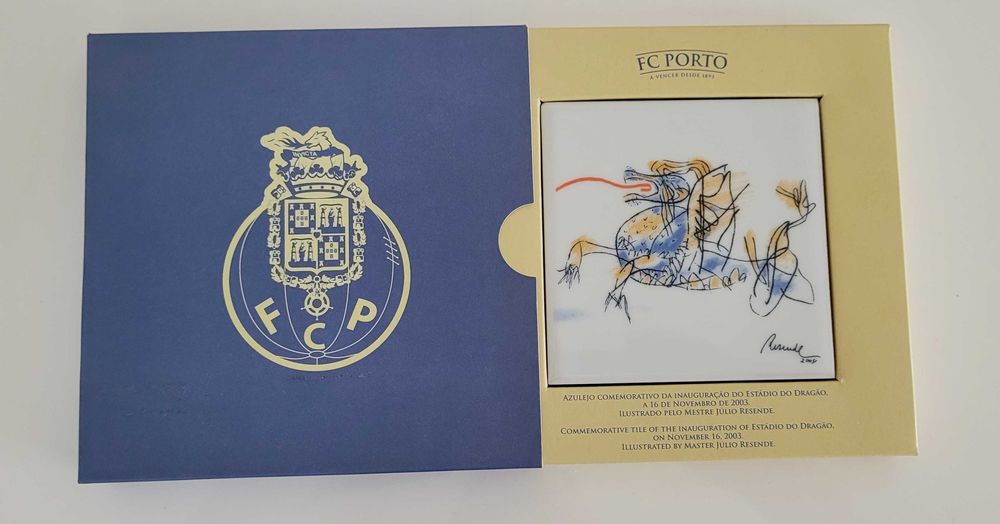 INVICTA
F C P
FC PORTO
A VENCER DESDE 1893
Resende
AZULEJO COMEMORATIVO DA INAUGURAÇÃO DO ESTÁDIO DO DRAGÃO,
A 16 DE NOVEMBRO DE 2003.
ILUSTRADO PELO MESTRE JÚLIO RESENDE.
COMMEMORATIVE TILE OF THE INAUGURATION OF ESTÁDIO DO DRAGÃO,
ON NOVEMBER 16, 2003.
ILLUSTRATED BY MASTER JÚLIO RESENDE.